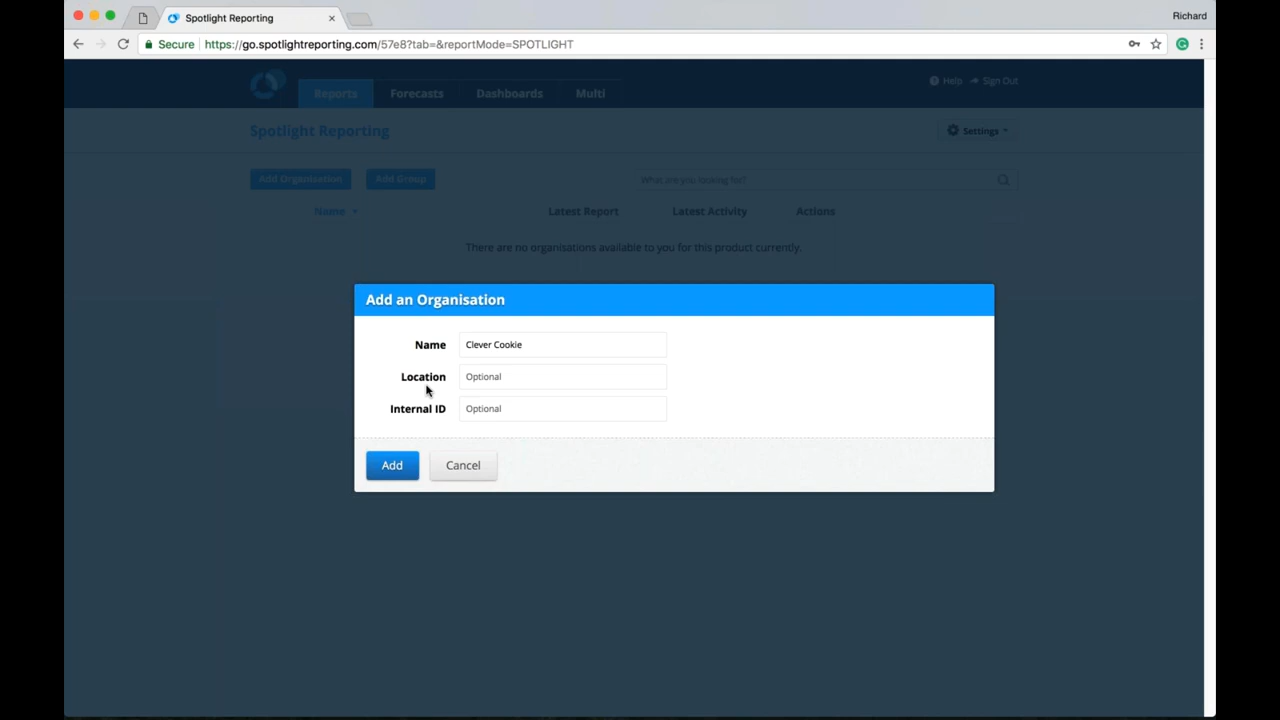 Spotlight Reporting
Richard
Secure https://go.spotlightreporting.com/57e8?tab=&reportMode=SPOTLIGHT
Reports Forecasts Dashboards Multi Help Sign Out
Spotlight Reporting Settings
Add Organisation Add Group What are you looking for?
Name Latest Report Latest Activity Actions
There are no organisations available to you for this product currently.
Add an Organisation
Name Clever Cookie
Location Optional
Internal ID Optional
Add Cancel